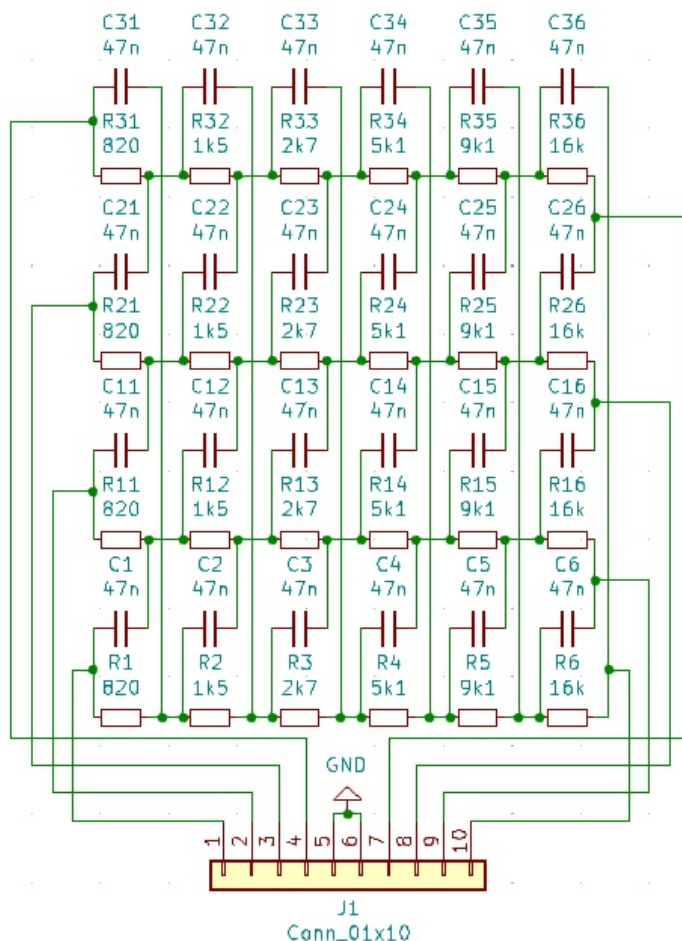 C31 C32 C33 C34 C35 C36
47n 47n 47n 47n 47n 47n
R31 R32 R33 R34 R35 R36
820 1k5 2k7 5k1 9k1 16k
C21 C22 C23 C24 C25 C26
47n 47n 47n 47n 47n 47n
R21 R22 R23 R24 R25 R26
820 1k5 2k7 5k1 9k1 16k
C11 C12 C13 C14 C15 C16
47n 47n 47n 47n 47n 47n
R11 R12 R13 R14 R15 R16
820 1k5 2k7 5k1 9k1 16k
C1 C2 C3 C4 C5 C6
47n 47n 47n 47n 47n 47n
R1 R2 R3 R4 R5 R6
820 1k5 2k7 5k1 9k1 16k
GND
1 2 3 4 5 6 7 8 9 10
J1
Conn_01x10